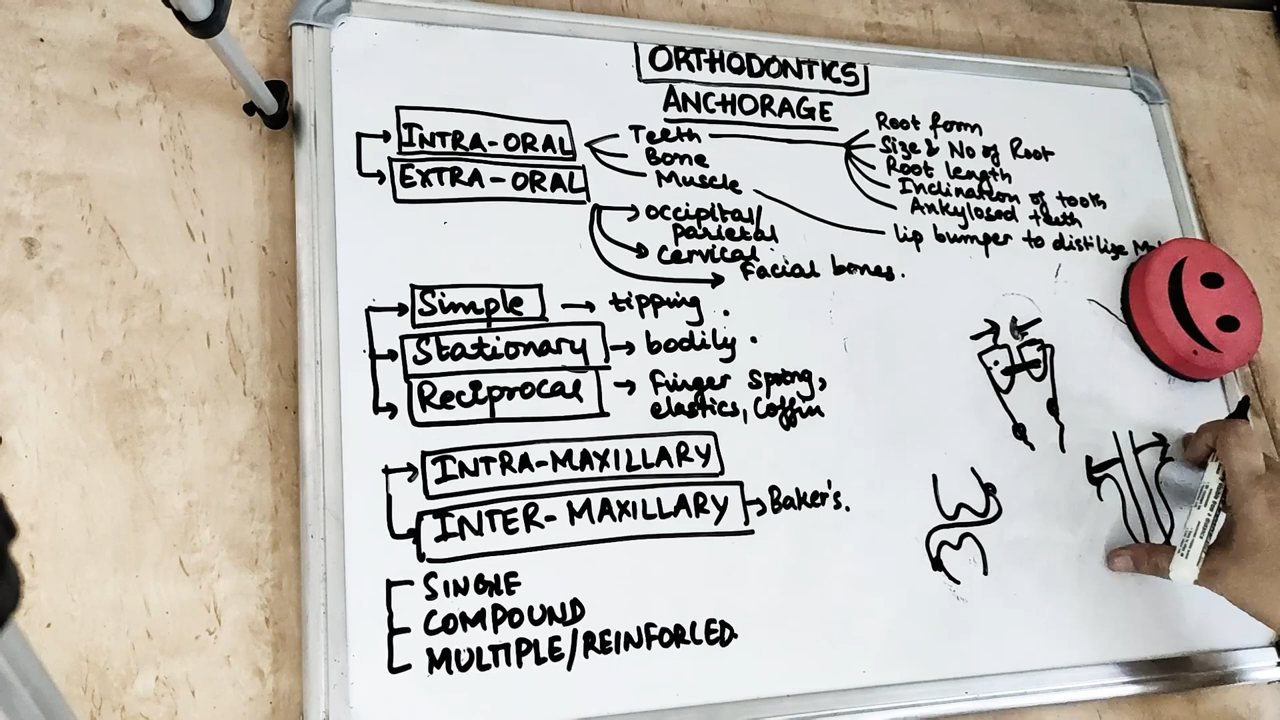 ORTHODONTICS
ANCHORAGE
INTRA-ORAL
EXTRA-ORAL
Teeth
Bone
Muscle
Root form
Size & No of Root
Root length
Inclination of tooth
Ankylosed teeth
lip bumper to distilize
occipital/
parietal
cervical.
Facial bones.
Simple → tipping.
Stationary → bodily.
Reciprocal → Finger Spring,
elastics, Coffin
INTRA-MAXILLARY
INTER-MAXILLARY → Baker's.
SINGLE
COMPOUND
MULTIPLE/REINFORCED.